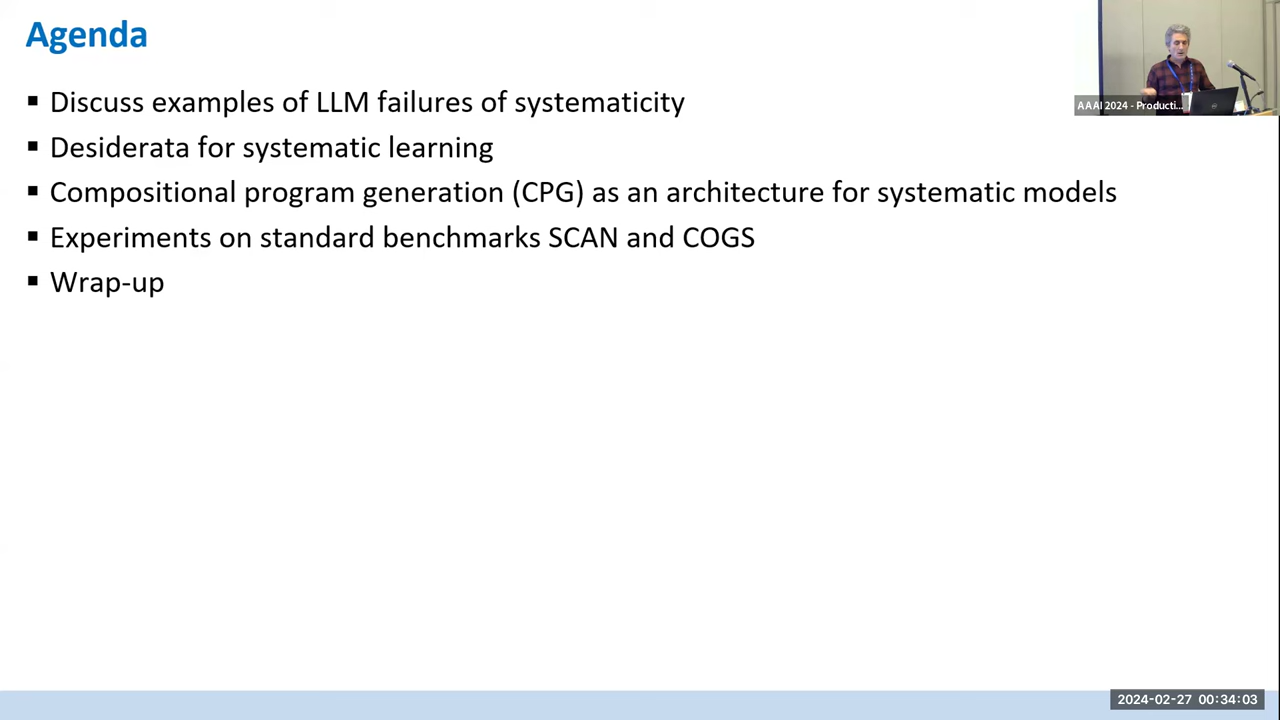 Agenda
▪ Discuss examples of LLM failures of systematicity
▪ Desiderata for systematic learning
▪ Compositional program generation (CPG) as an architecture for systematic models
▪ Experiments on standard benchmarks SCAN and COGS
▪ Wrap-up
AAAI 2024 - Producti...
2024-02-27 00:34:03